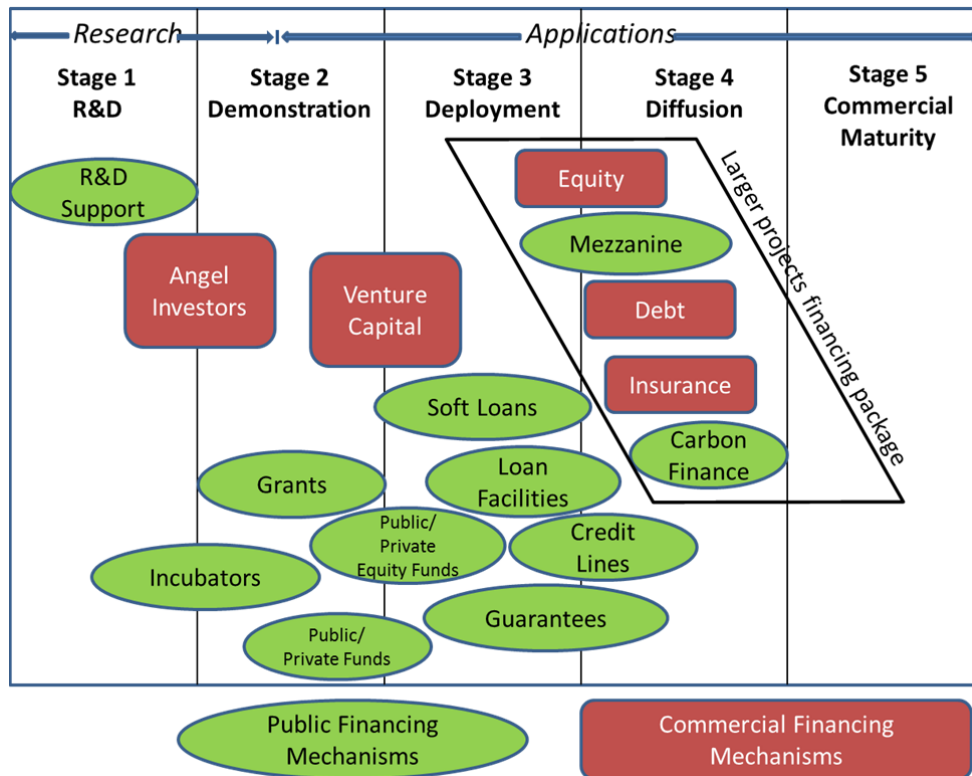 Research
Applications
Stage 1
R&D
Stage 2
Demonstration
Stage 3
Deployment
Stage 4
Diffusion
Stage 5
Commercial
Maturity
R&D
Support
Angel
Investors
Venture
Capital
Equity
Mezzanine
Debt
Insurance
Carbon
Finance
Larger projects financing package
Soft Loans
Grants
Loan
Facilities
Public/
Private
Equity Funds
Credit
Lines
Incubators
Guarantees
Public/
Private Funds
Public Financing
Mechanisms
Commercial Financing
Mechanisms